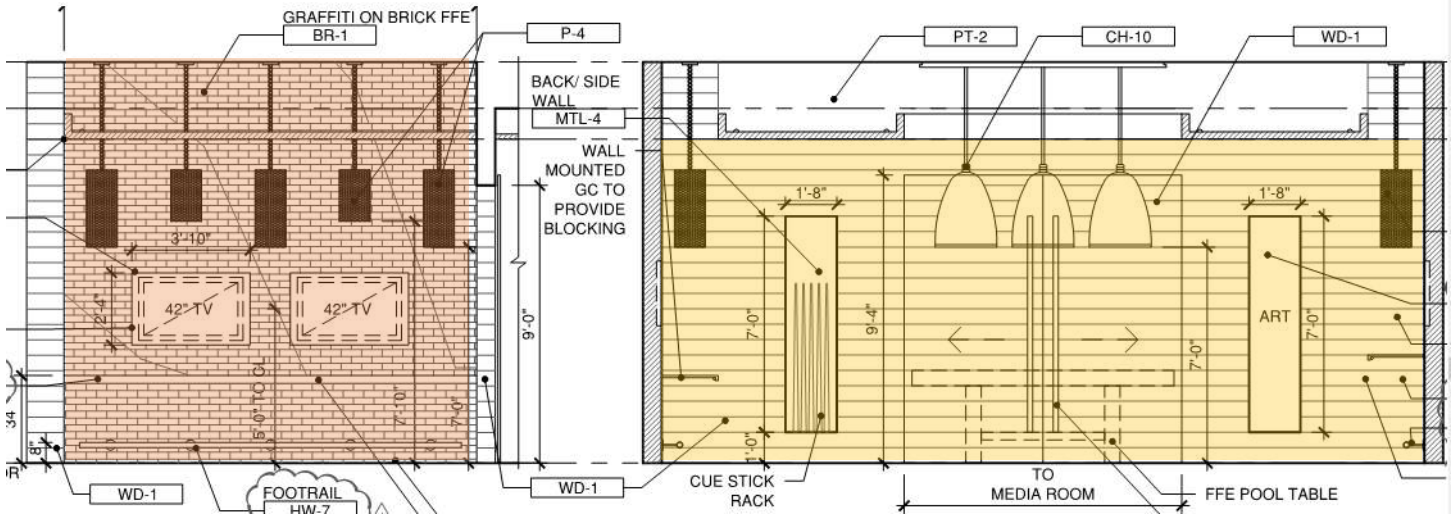 GRAFFITI ON BRICK FFE
BR-1
P-4
PT-2
CH-10
WD-1
BACK/ SIDE
WALL
MTL-4
WALL
MOUNTED
GC TO
PROVIDE
BLOCKING
3'-10"
42" TV
42" TV
2'-4"
5'-0" TO CL
7'-10"
7'-0"
9'-0"
34
8"
WD-1
FOOTRAIL
HW-7
1'-8"
7'-0"
1'-0"
9'-4"
7'-0"
1'-8"
ART
7'-0"
WD-1
CUE STICK
RACK
TO
MEDIA ROOM
FFE POOL TABLE